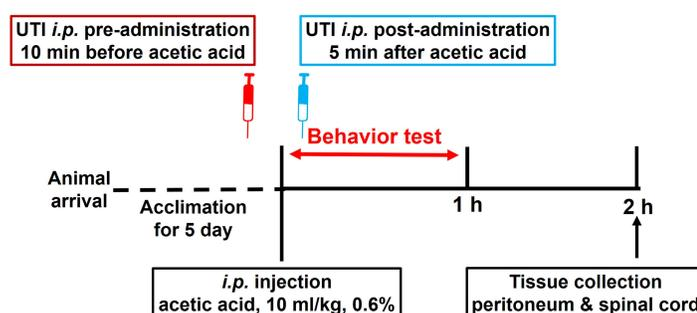 UTI i.p. pre-administration
10 min before acetic acid
UTI i.p. post-administration
5 min after acetic acid
Behavior test
Animal
arrival
Acclimation
for 5 day
1 h
2 h
i.p. injection
acetic acid, 10 ml/kg, 0.6%
Tissue collection
peritoneum & spinal cord